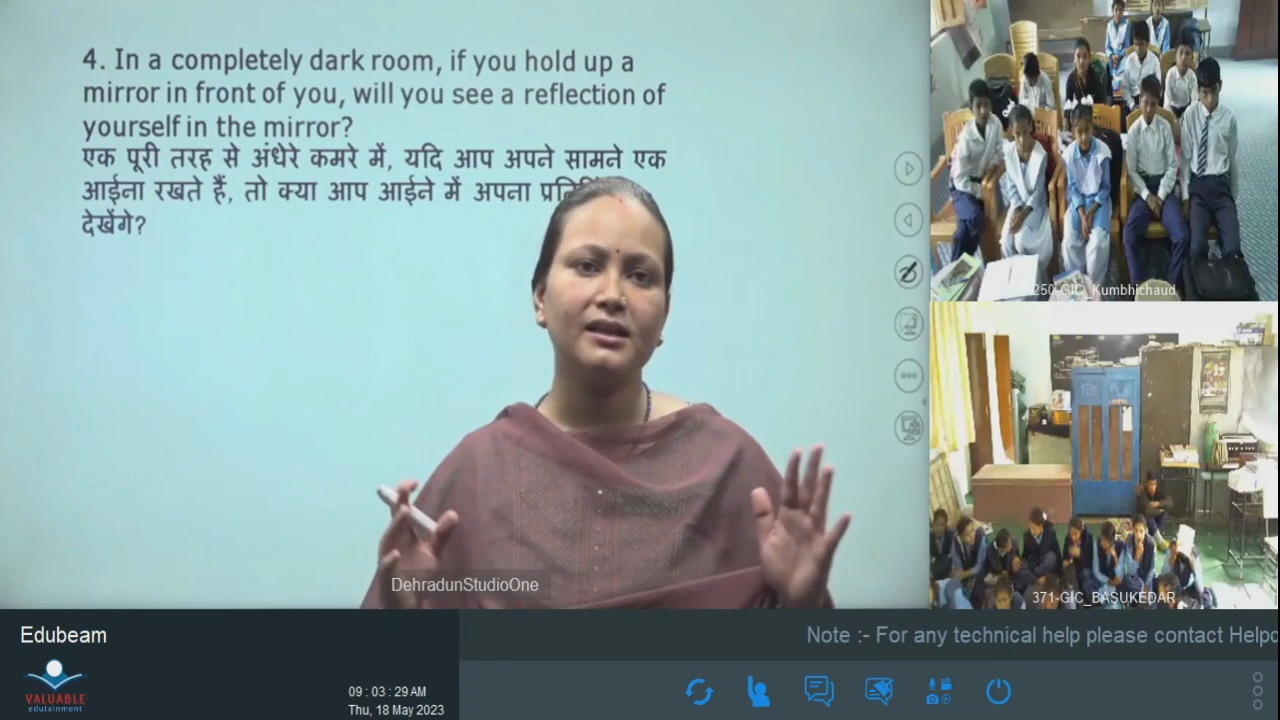 4. In a completely dark room, if you hold up a
mirror in front of you, will you see a reflection of
yourself in the mirror?
एक पूरी तरह से अंधेरे कमरे में, यदि आप अपने सामने एक
आईना रखते हैं, तो क्या आप आईने में अपना
देखेंगे?
250-GIC_Kumbhichaud
DehradunStudioOne
371-GIC_BASUKEDAR
Edubeam
Note :- For any technical help please contact Helpd
VALUABLE
edutainment
09 : 03 : 29 AM
Thu, 18 May 2023